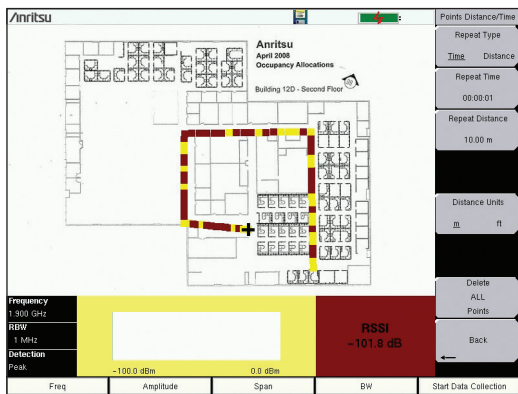 Anritsu
Points Distance/Time
Repeat Type
Time Distance
Repeat Time
00:00:01
Repeat Distance
10.00 m
Distance Units
m ft
Delete
ALL
Points
Back
Anritsu
April 2008
Occupancy Allocations
Building 12D - Second Floor
Frequency
1.900 GHz
RBW
1 MHz
Detection
Peak
-100.0 dBm 0.0 dBm
RSSI
-101.8 dB
Freq Amplitude Span BW Start Data Collection